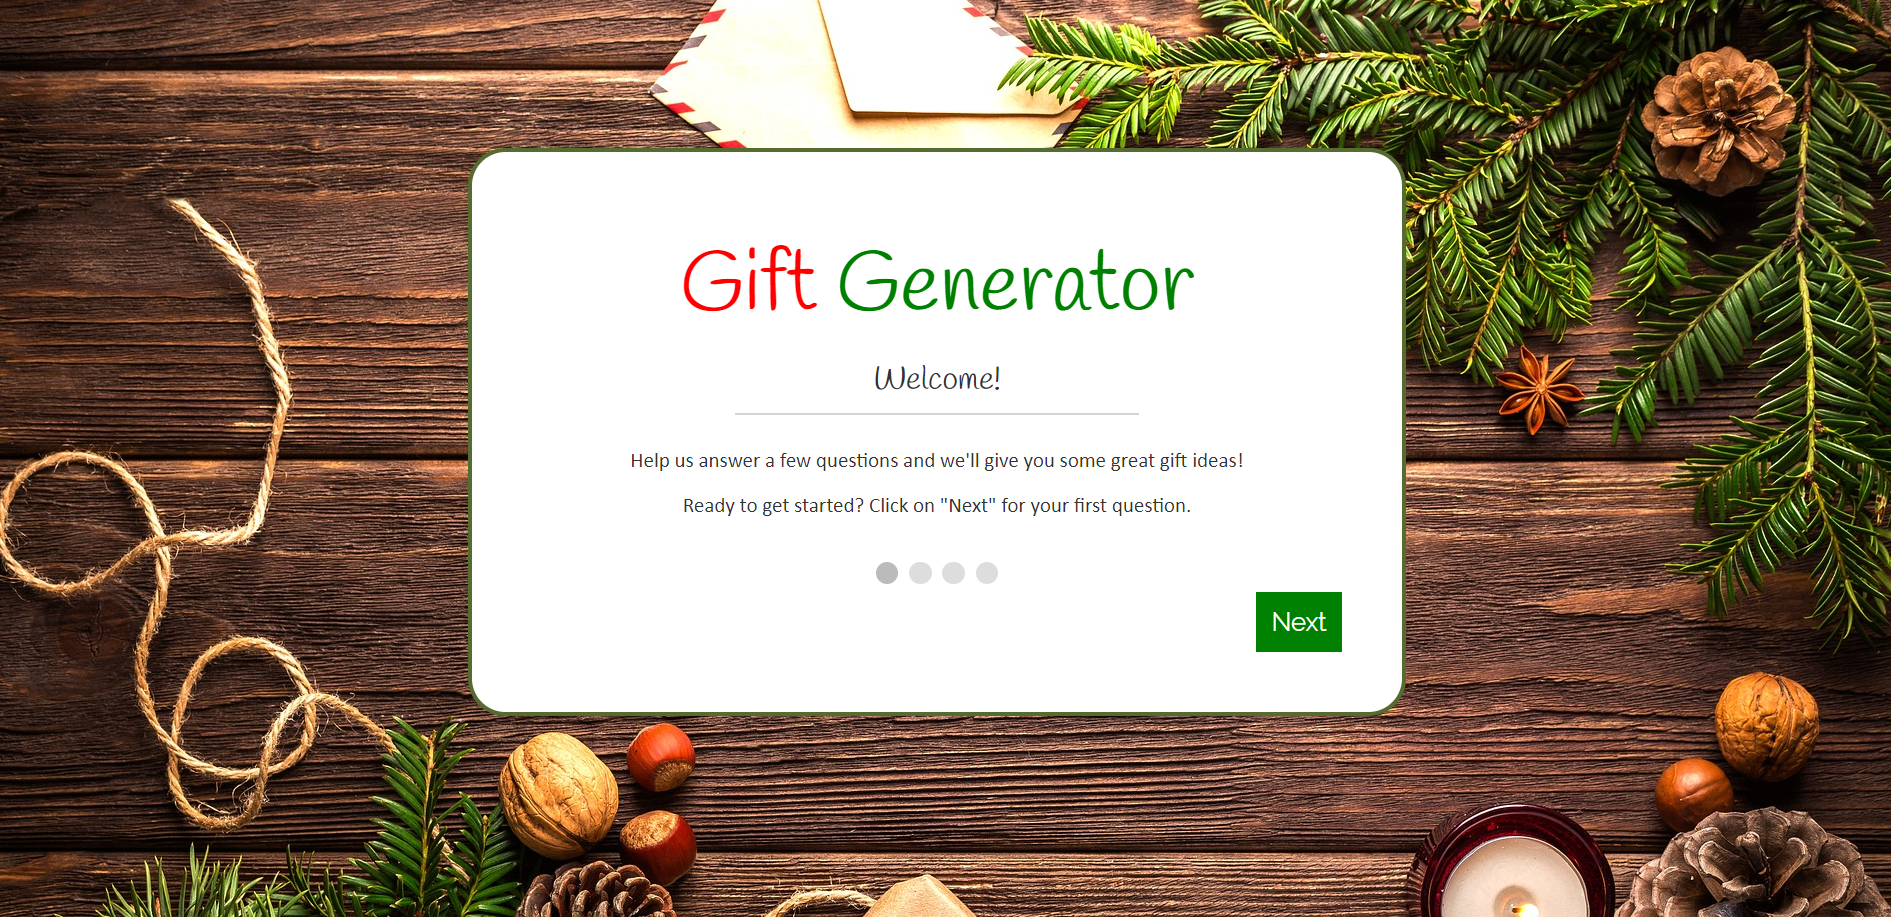 Gift Generator
Welcome!
Help us answer a few questions and we'll give you some great gift ideas!
Ready to get started? Click on "Next" for your first question.
Next